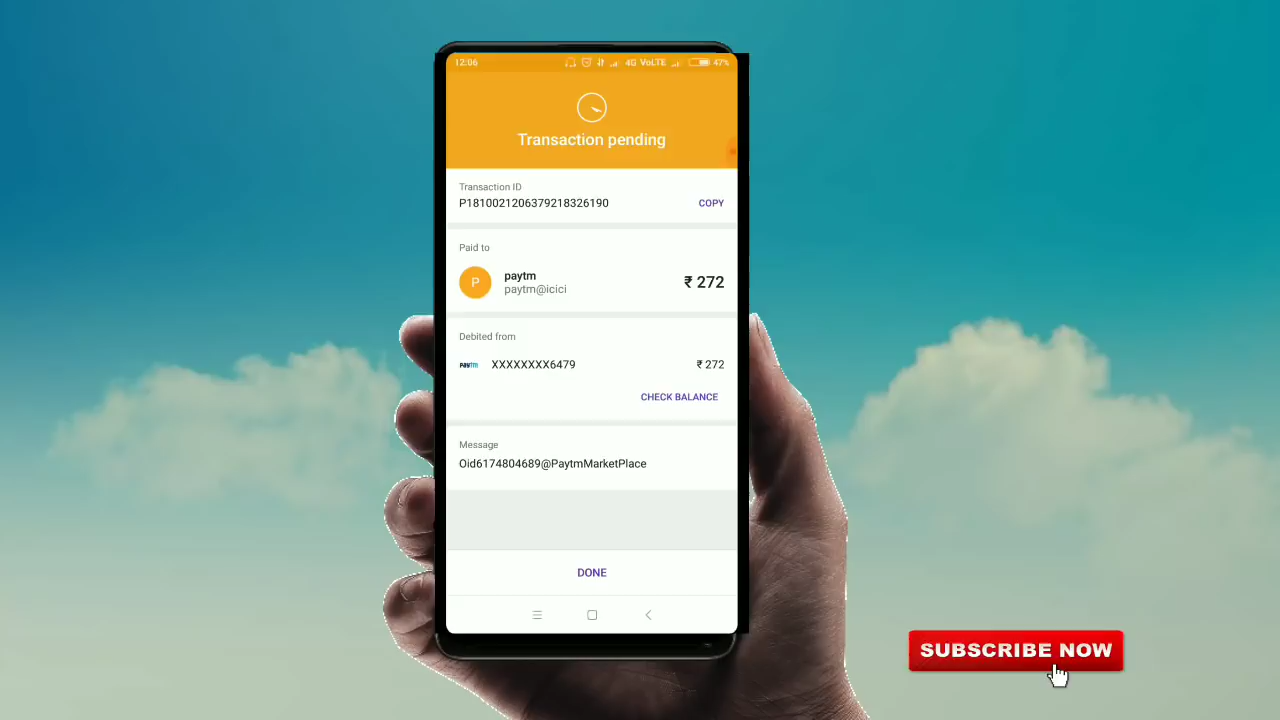 12:06 4G VoLTE 47%
Transaction pending
Transaction ID
P1810021206379218326190 COPY
Paid to
P paytm ₹ 272
paytm@icici
Debited from
paytm XXXXXXXX6479 ₹ 272
CHECK BALANCE
Message
Oid6174804689@PaytmMarketPlace
DONE
SUBSCRIBE NOW